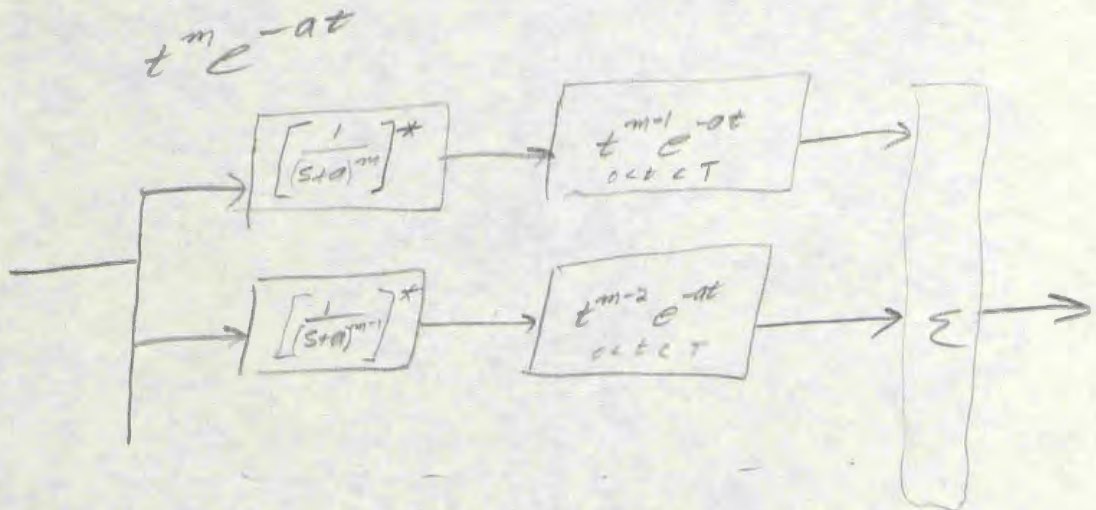 t^m e^{-at}
[1/(s+a)^m]^*
t^{m-1} e^{-at}
0 < t < T
[1/(s+a)^{m-1}]^*
t^{m-2} e^{-at}
0 < t < T
Σ